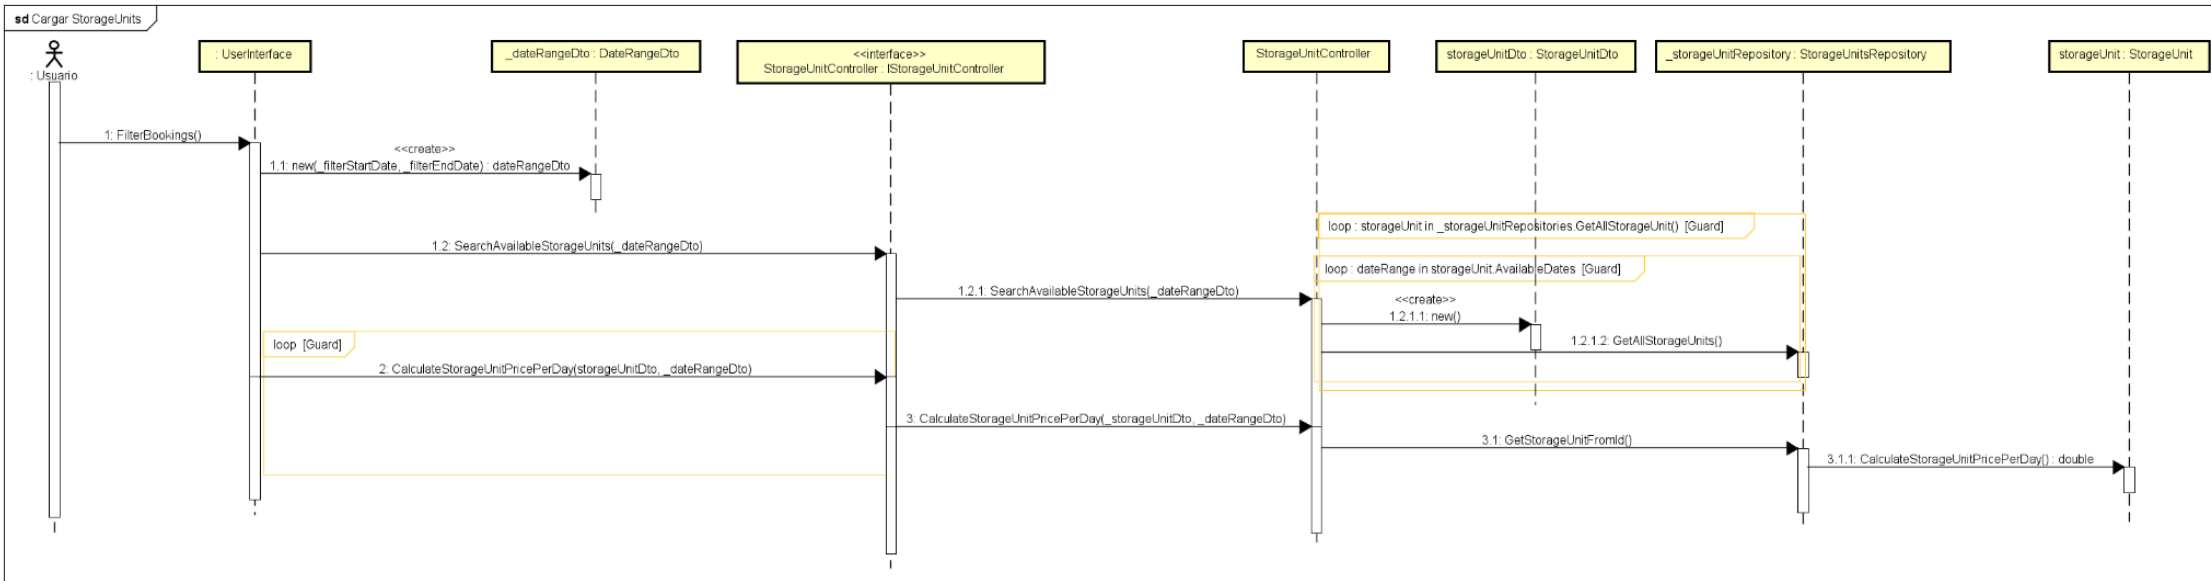 sd Cargar StorageUnits
: Usuario
: UserInterface
_dateRangeDto : DateRangeDto
<<interface>>
StorageUnitController : IStorageUnitController
StorageUnitController
storageUnitDto : StorageUnitDto
_storageUnitRepository : StorageUnitsRepository
storageUnit : StorageUnit
1: FilterBookings()
<<create>>
1.1: new(_filterStartDate, _filterEndDate) : dateRangeDto
1.2: SearchAvailableStorageUnits(_dateRangeDto)
loop : storageUnit in _storageUnitRepositories.GetAllStorageUnit() [Guard]
loop : dateRange in storageUnit.AvailableDates [Guard]
1.2.1: SearchAvailableStorageUnits(_dateRangeDto)
<<create>>
1.2.1.1: new()
1.2.1.2: GetAllStorageUnits()
loop [Guard]
2: CalculateStorageUnitPricePerDay(storageUnitDto, _dateRangeDto)
3: CalculateStorageUnitPricePerDay(_storageUnitDto, _dateRangeDto)
3.1: GetStorageUnitFromId()
3.1.1: CalculateStorageUnitPricePerDay() : double